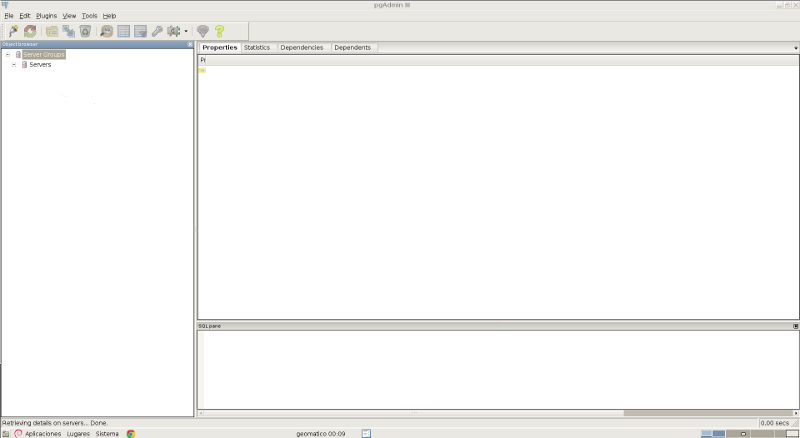 pgAdmin III
File Edit Plugins View Tools Help
Object browser
Properties Statistics Dependencies Dependents
Server Groups
Servers
SQL pane
Retrieving details on servers... Done.
0.00 secs
Aplicaciones Lugares Sistema
geomatico 00:09